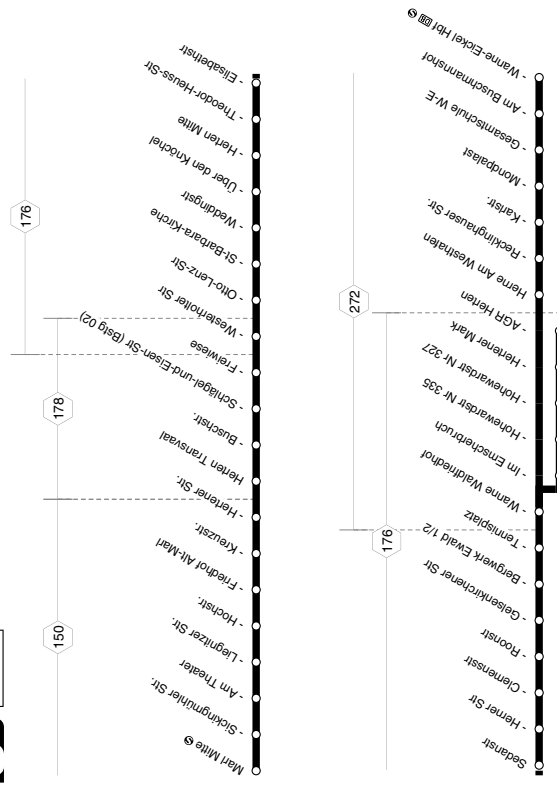 150
178
176
Marl Mitte
- Sickingmühler Str.
- Am Theater
- Liegnitzer Str.
- Hochstr.
- Friedhof Alt-Marl
- Kreuzstr.
- Hertener Str.
Herten Transvaal
- Buschstr.
- Schlägel-und-Eisen-Str (Bstg 02)
- Freiwiese
- Westerholter Str
- Otto-Lenz-Str
- St-Barbara-Kirche
- Weddingstr
- Über den Knöchel
- Herten Mitte
- Theodor-Heuss-Str
- Elisabethstr
176
272
Sedanstr
- Herner Str
- Clemensstr
- Roonstr
- Gelsenkirchener Str
- Bergwerk Ewald 1/2
- Tennisplatz
Wanne Waldfriedhof
- Im Emscherbruch
- Hohewardstr Nr 335
- Hohewardstr Nr 327
- Hertener Mark
- AGR Herten
Herne Am Westhafen
- Recklinghauser Str.
- Karlstr.
- Mondpalast
- Gesamtschule W-E
- Am Buschmannshof
- Wanne-Eickel Hbf